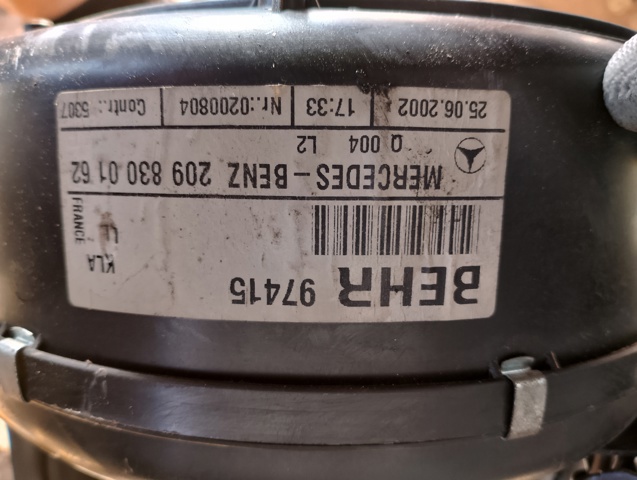 BEHR 97415
KLA
LL
FRANCE
MERCEDES-BENZ 209 830 01 62
Q 004 L2
25.06.2002 17:33 Nr.:0200804 Contr.: 5307